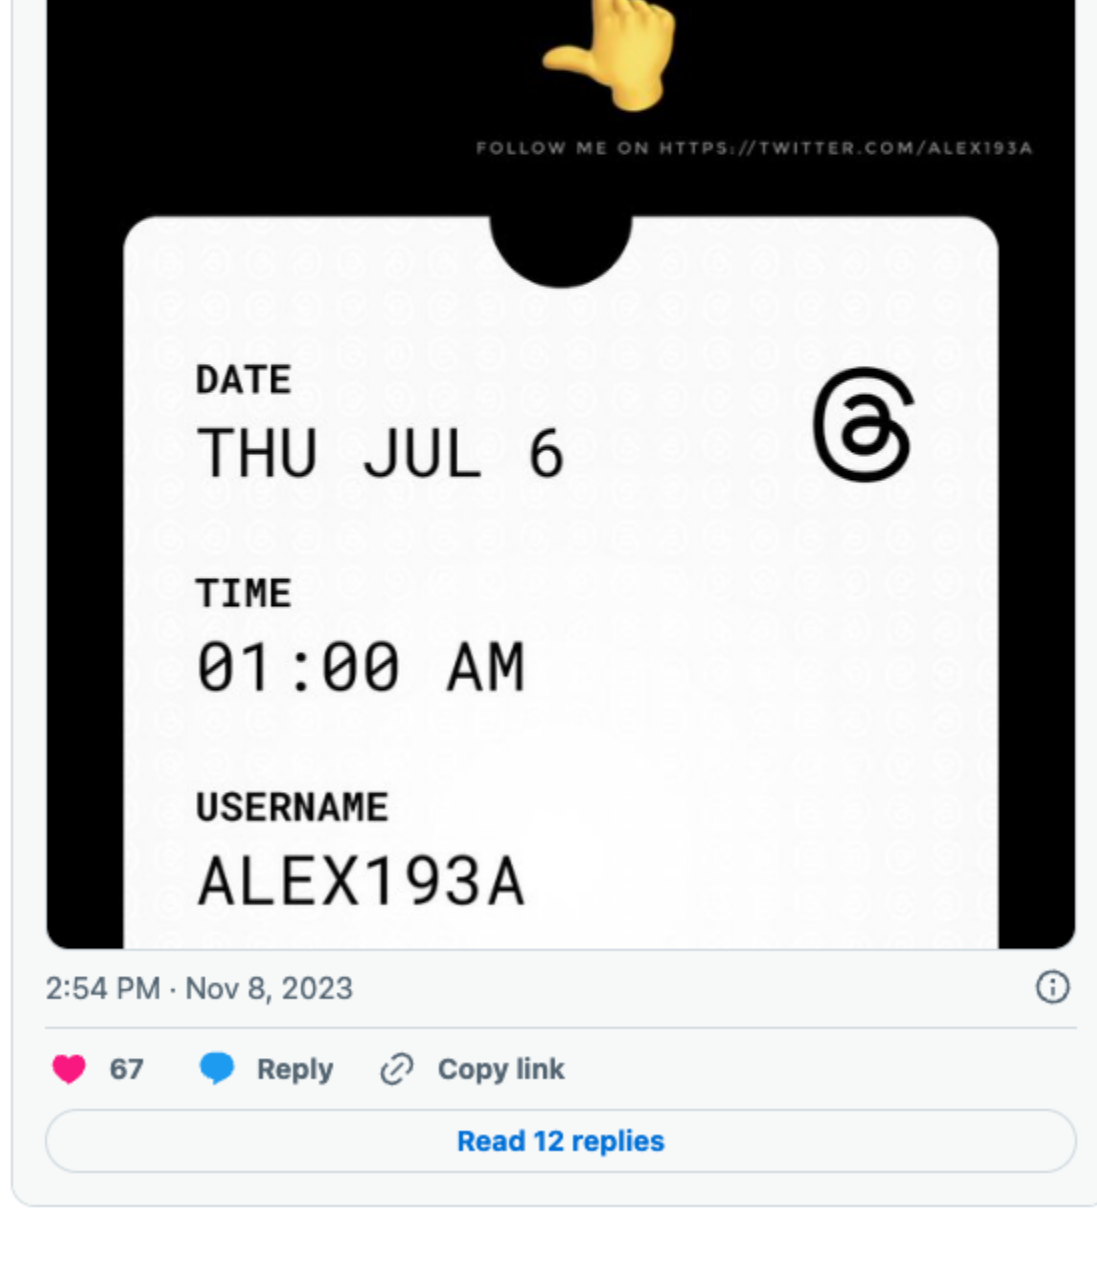 FOLLOW ME ON HTTPS://TWITTER.COM/ALEX193A
DATE
THU JUL 6
TIME
01:00 AM
USERNAME
ALEX193A
2:54 PM · Nov 8, 2023
67 Reply Copy link
Read 12 replies